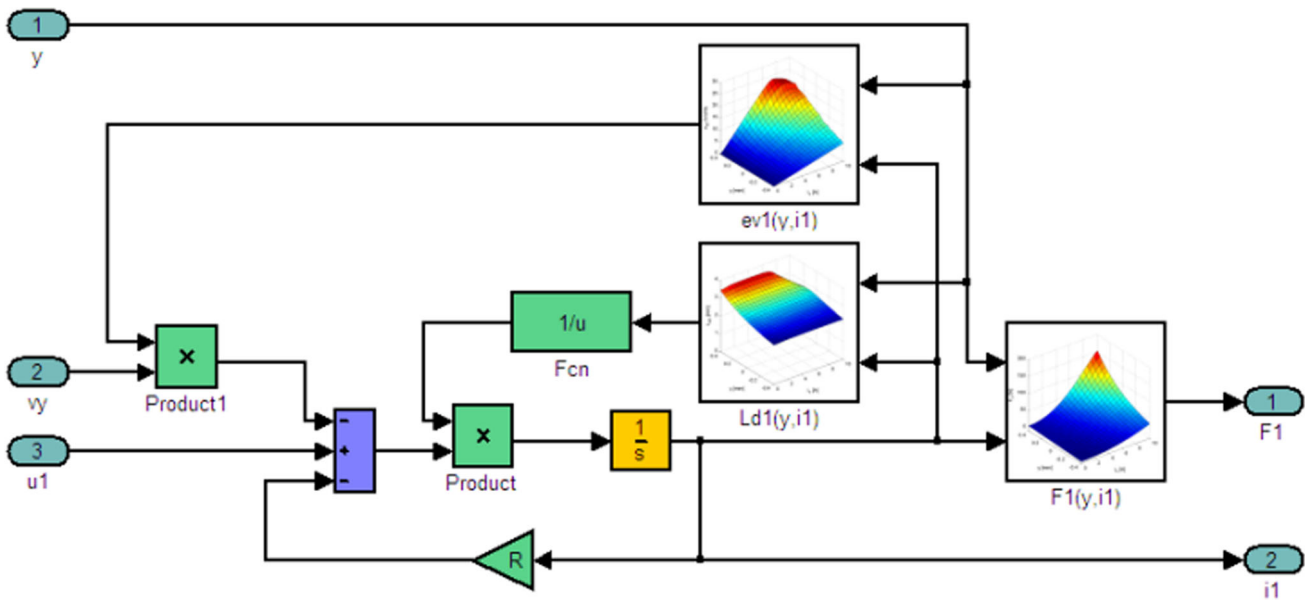 1
y
ev1(y,i1)
1/u
Fcn
Ld1(y,i1)
2
vy
×
Product1
3
u1
-
+
-
×
Product
1
s
F1(y,i1)
1
F1
R
2
i1